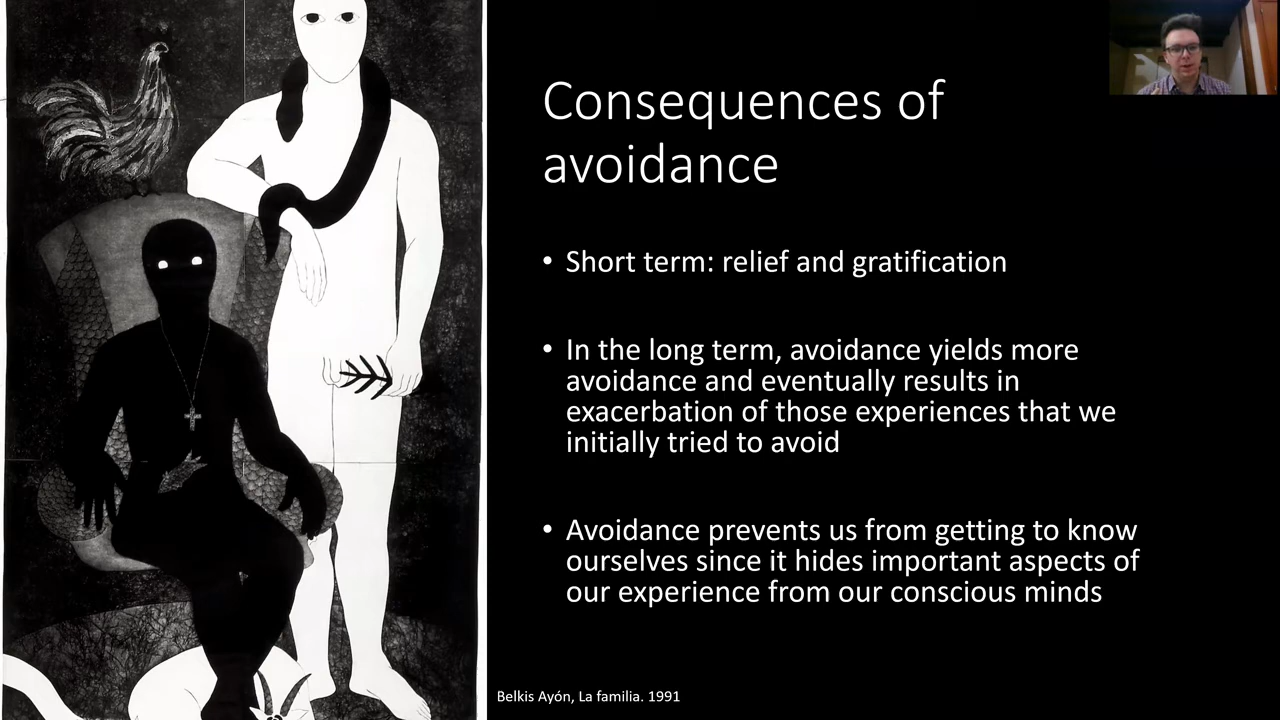 Consequences of
avoidance
• Short term: relief and gratification
• In the long term, avoidance yields more
avoidance and eventually results in
exacerbation of those experiences that we
initially tried to avoid
• Avoidance prevents us from getting to know
ourselves since it hides important aspects of
our experience from our conscious minds
Belkis Ayón, La familia. 1991